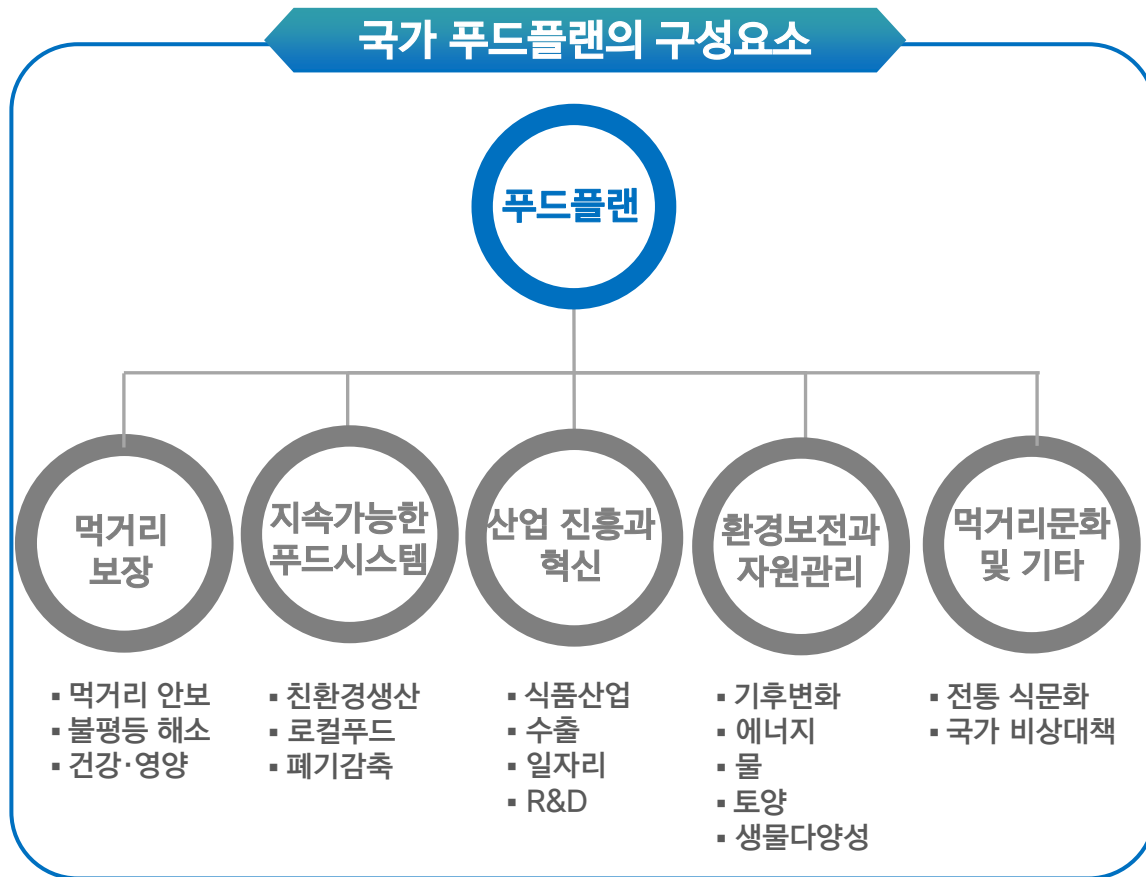 국가 푸드플랜의 구성요소
푸드플랜
먹거리
보장
▪ 먹거리 안보
▪ 불평등 해소
▪ 건강·영양
지속가능한
푸드시스템
▪ 친환경생산
▪ 로컬푸드
▪ 폐기감축
산업 진흥과
혁신
▪ 식품산업
▪ 수출
▪ 일자리
▪ R&D
환경보전과
자원관리
▪ 기후변화
▪ 에너지
▪ 물
▪ 토양
▪ 생물다양성
먹거리문화
및 기타
▪ 전통 식문화
▪ 국가 비상대책